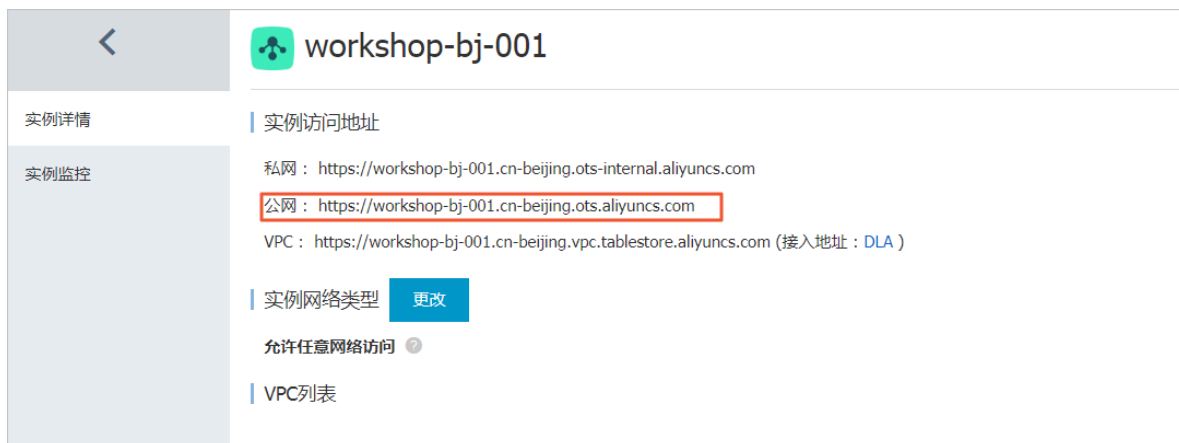 workshop-bj-001
实例详情
实例监控
实例访问地址
私网： https://workshop-bj-001.cn-beijing.ots-internal.aliyuncs.com
公网： https://workshop-bj-001.cn-beijing.ots.aliyuncs.com
VPC： https://workshop-bj-001.cn-beijing.vpc.tablestore.aliyuncs.com (接入地址：DLA )
实例网络类型 更改
允许任意网络访问 ?
VPC列表